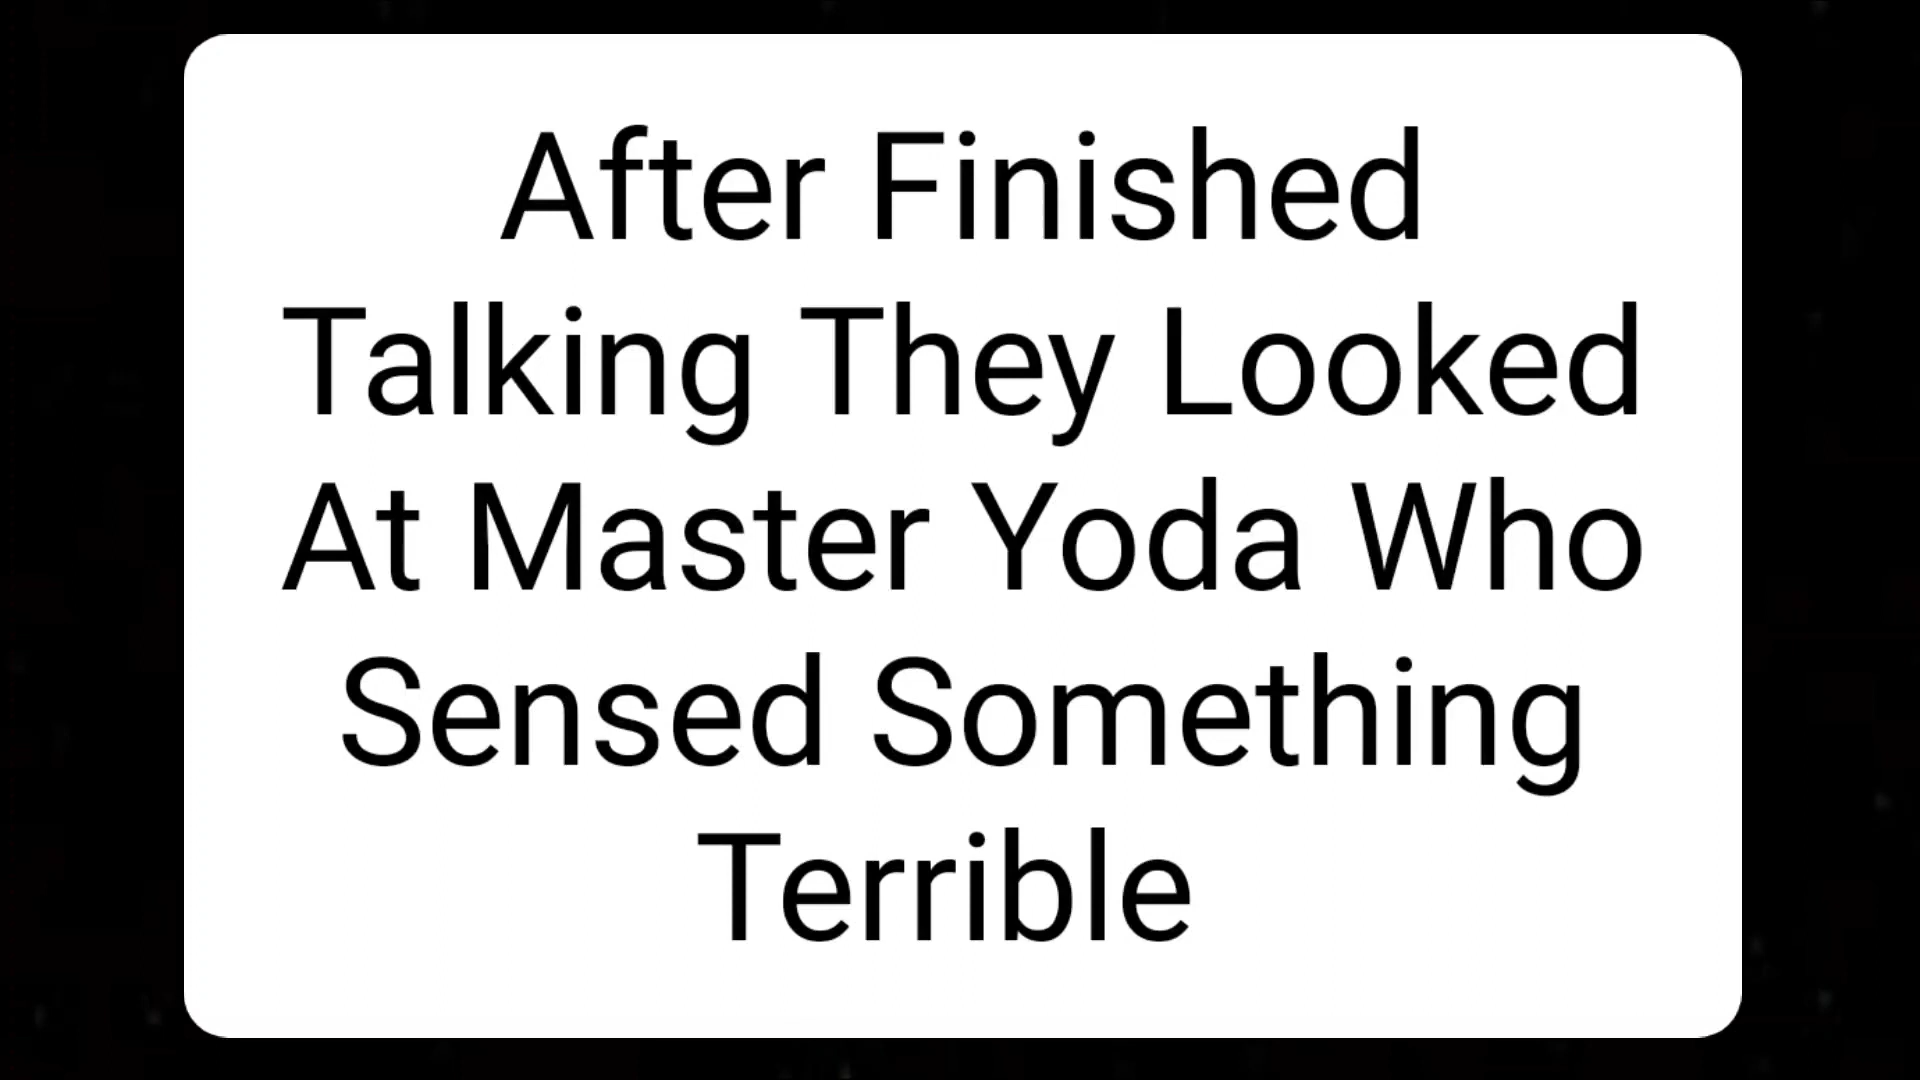 After Finished
Talking They Looked
At Master Yoda Who
Sensed Something
Terrible